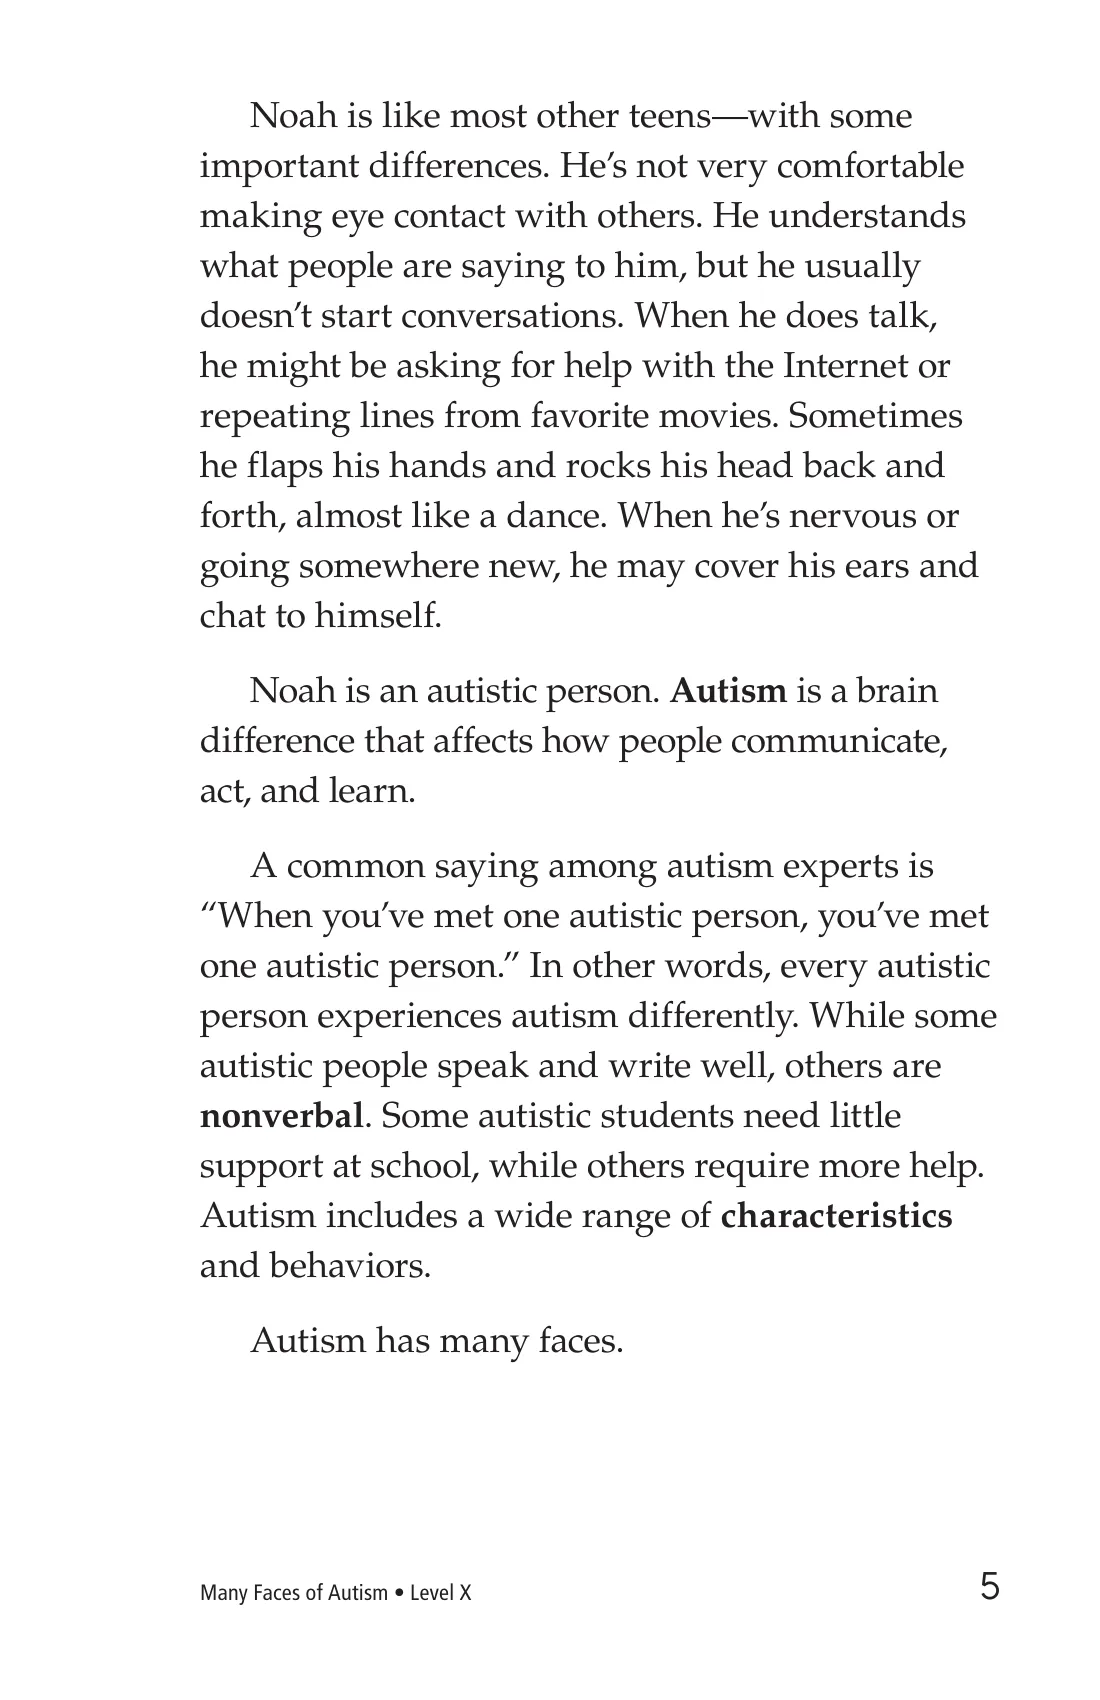 Noah is like most other teens—with some
important differences. He’s not very comfortable
making eye contact with others. He understands
what people are saying to him, but he usually
doesn’t start conversations. When he does talk,
he might be asking for help with the Internet or
repeating lines from favorite movies. Sometimes
he flaps his hands and rocks his head back and
forth, almost like a dance. When he’s nervous or
going somewhere new, he may cover his ears and
chat to himself.
Noah is an autistic person. Autism is a brain
difference that affects how people communicate,
act, and learn.
A common saying among autism experts is
“When you’ve met one autistic person, you’ve met
one autistic person.” In other words, every autistic
person experiences autism differently. While some
autistic people speak and write well, others are
nonverbal. Some autistic students need little
support at school, while others require more help.
Autism includes a wide range of characteristics
and behaviors.
Autism has many faces.
Many Faces of Autism • Level X
5